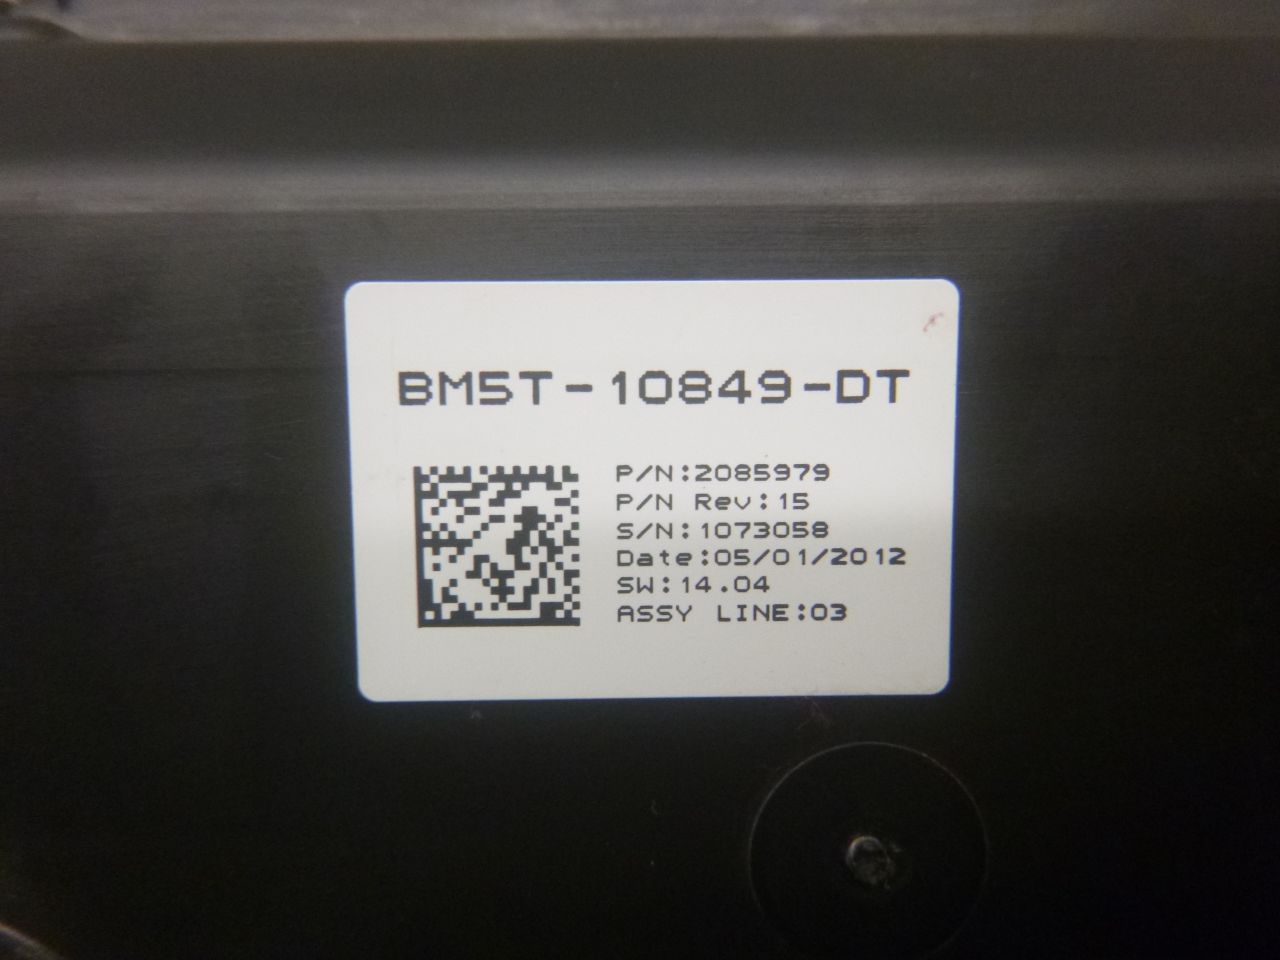 BM5T-10849-DT
P/N:2085979
P/N Rev:15
S/N:1073058
Date:05/01/2012
SW:14.04
ASSY LINE:03